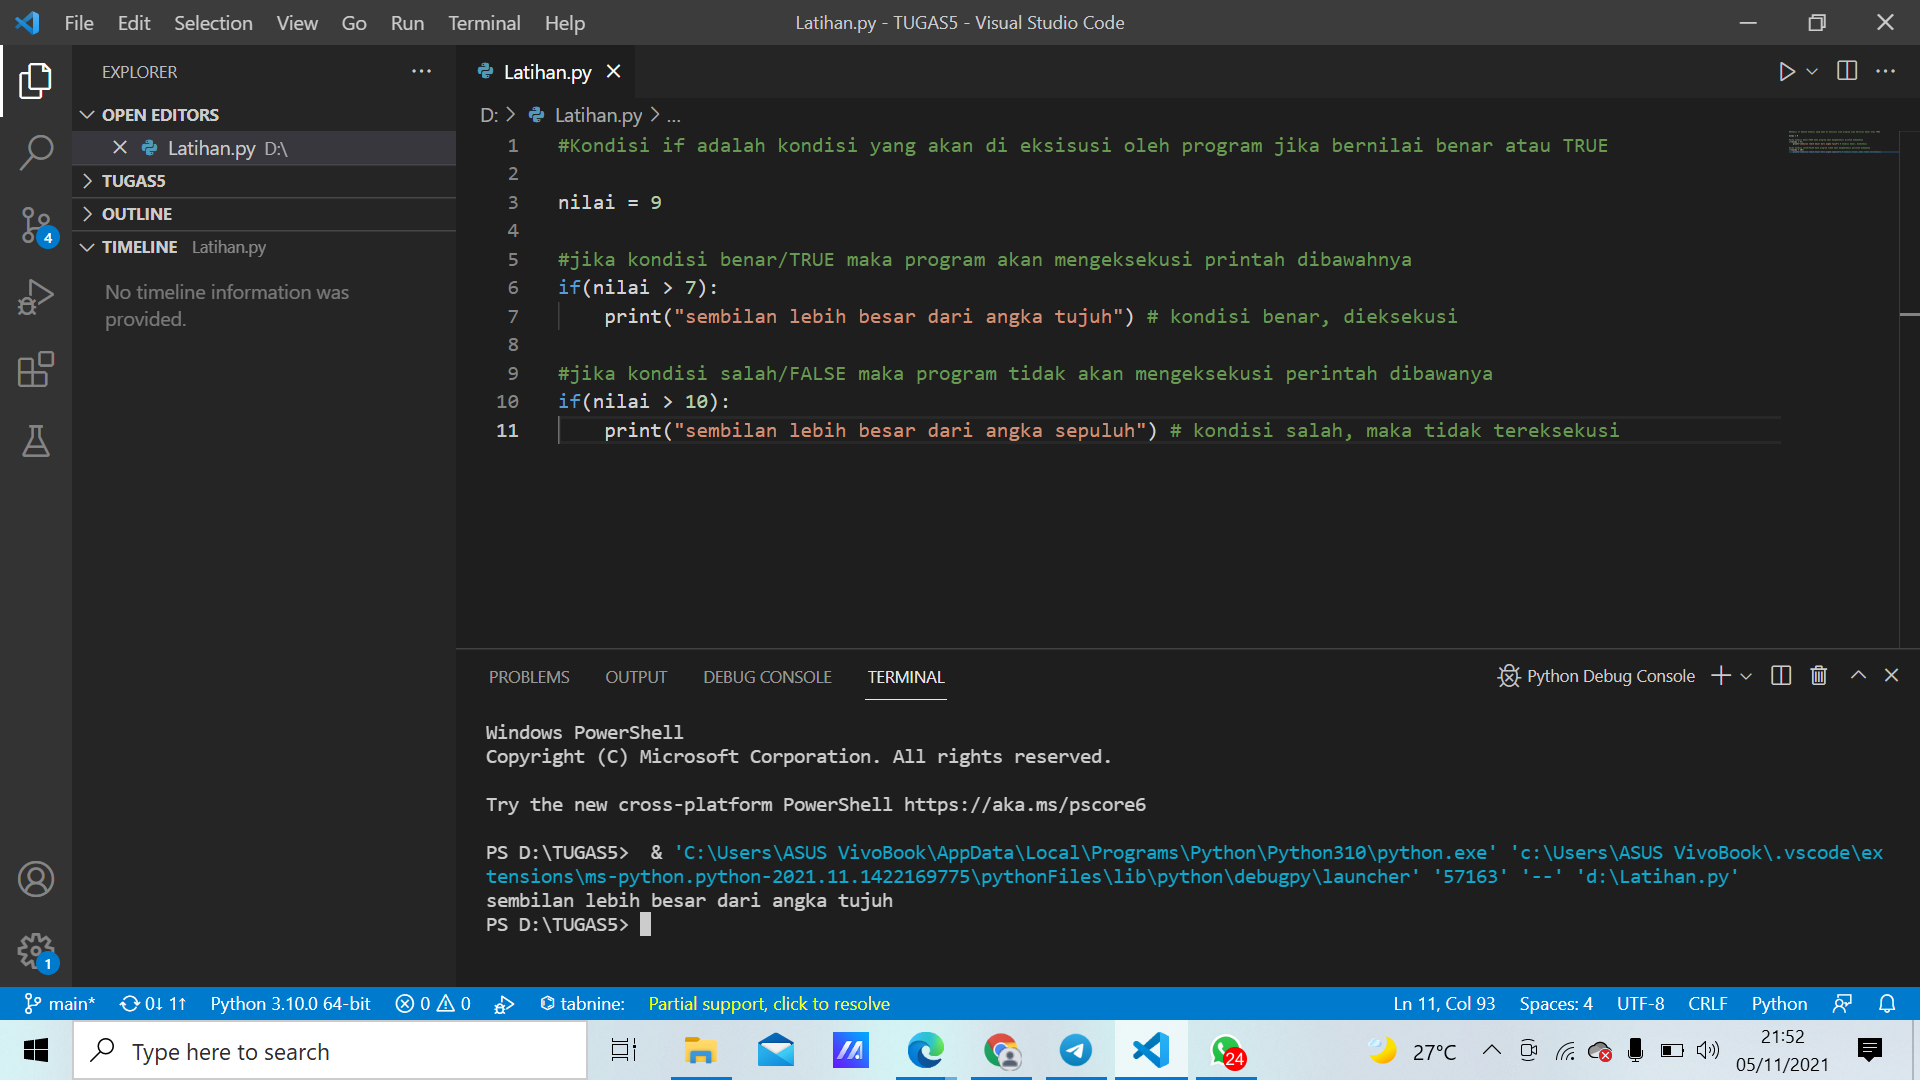 File Edit Selection View Go Run Terminal Help
Latihan.py - TUGAS5 - Visual Studio Code
EXPLORER
OPEN EDITORS
Latihan.py D:\
TUGAS5
OUTLINE
TIMELINE Latihan.py
No timeline information was
provided.
4
1
Latihan.py
D: > Latihan.py > ...
1 #Kondisi if adalah kondisi yang akan di eksisusi oleh program jika bernilai benar atau TRUE
2
3 nilai = 9
4
5 #jika kondisi benar/TRUE maka program akan mengeksekusi printah dibawahnya
6 if(nilai > 7):
7 print("sembilan lebih besar dari angka tujuh") # kondisi benar, dieksekusi
8
9 #jika kondisi salah/FALSE maka program tidak akan mengeksekusi perintah dibawanya
10 if(nilai > 10):
11 print("sembilan lebih besar dari angka sepuluh") # kondisi salah, maka tidak tereksekusi
PROBLEMS OUTPUT DEBUG CONSOLE TERMINAL
Python Debug Console
Windows PowerShell
Copyright (C) Microsoft Corporation. All rights reserved.
Try the new cross-platform PowerShell https://aka.ms/pscore6
PS D:\TUGAS5>  & 'C:\Users\ASUS VivoBook\AppData\Local\Programs\Python\Python310\python.exe' 'c:\Users\ASUS VivoBook\.vscode\ex
tensions\ms-python.python-2021.11.1422169775\pythonFiles\lib\python\debugpy\launcher' '57163' '--' 'd:\Latihan.py'
sembilan lebih besar dari angka tujuh
PS D:\TUGAS5>
main* 0↓ 1↑ Python 3.10.0 64-bit 0 0 tabnine: Partial support, click to resolve
Ln 11, Col 93 Spaces: 4 UTF-8 CRLF Python
Type here to search
24
27°C
21:52
05/11/2021